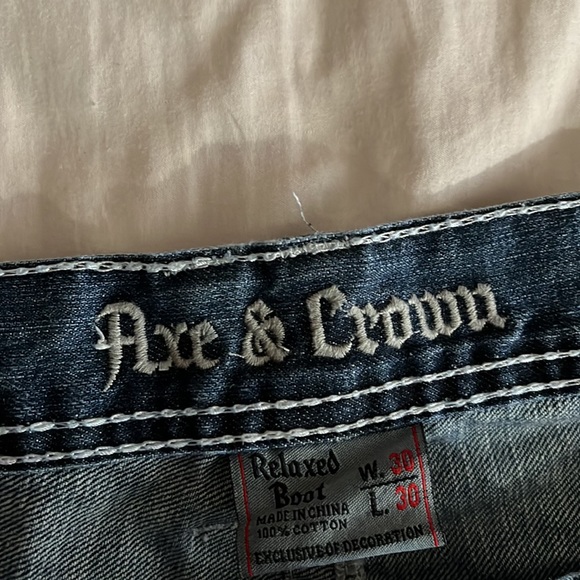 Axe & Crown
Relaxed
Boot
MADE IN CHINA
100% COTTON
W. 30
L. 30
EXCLUSIVE OF DECORATION